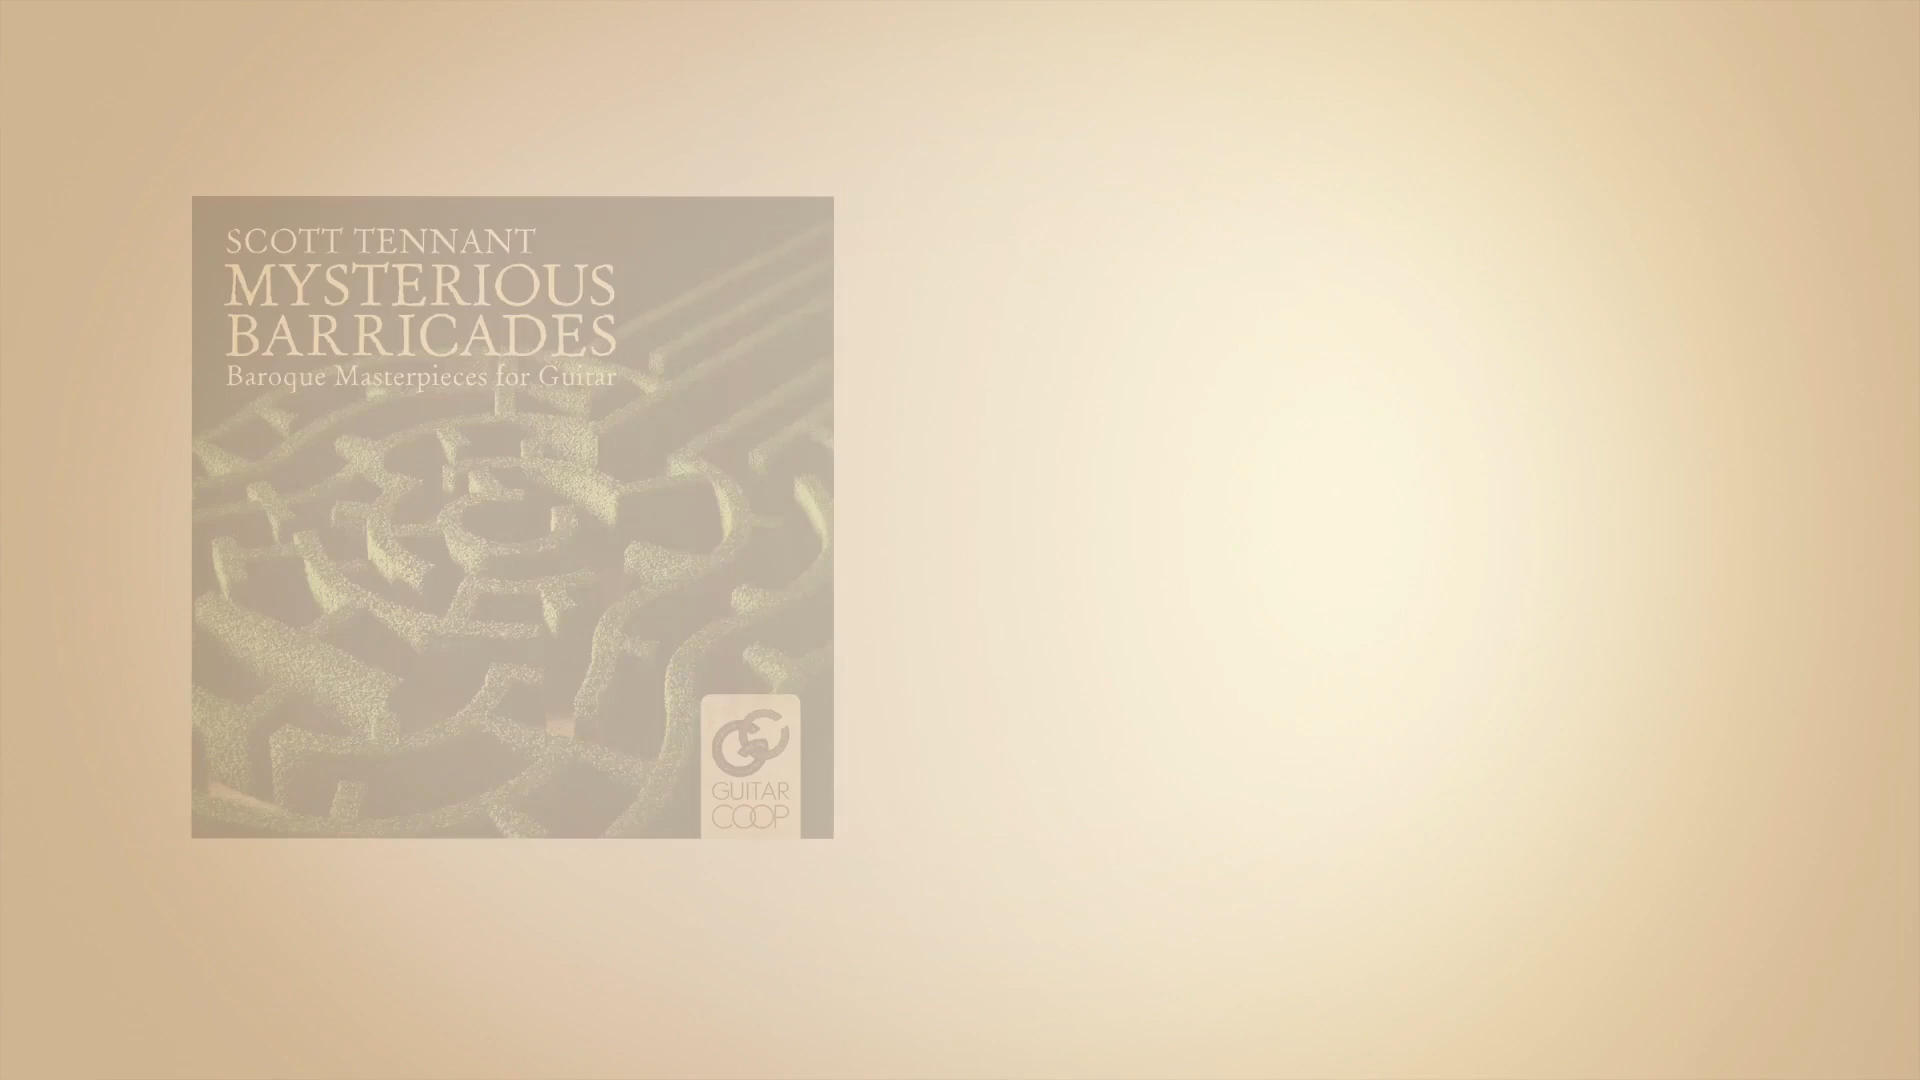 SCOTT TENNANT
MYSTERIOUS
BARRICADES
Baroque Masterpieces for Guitar
GUITAR
COOP